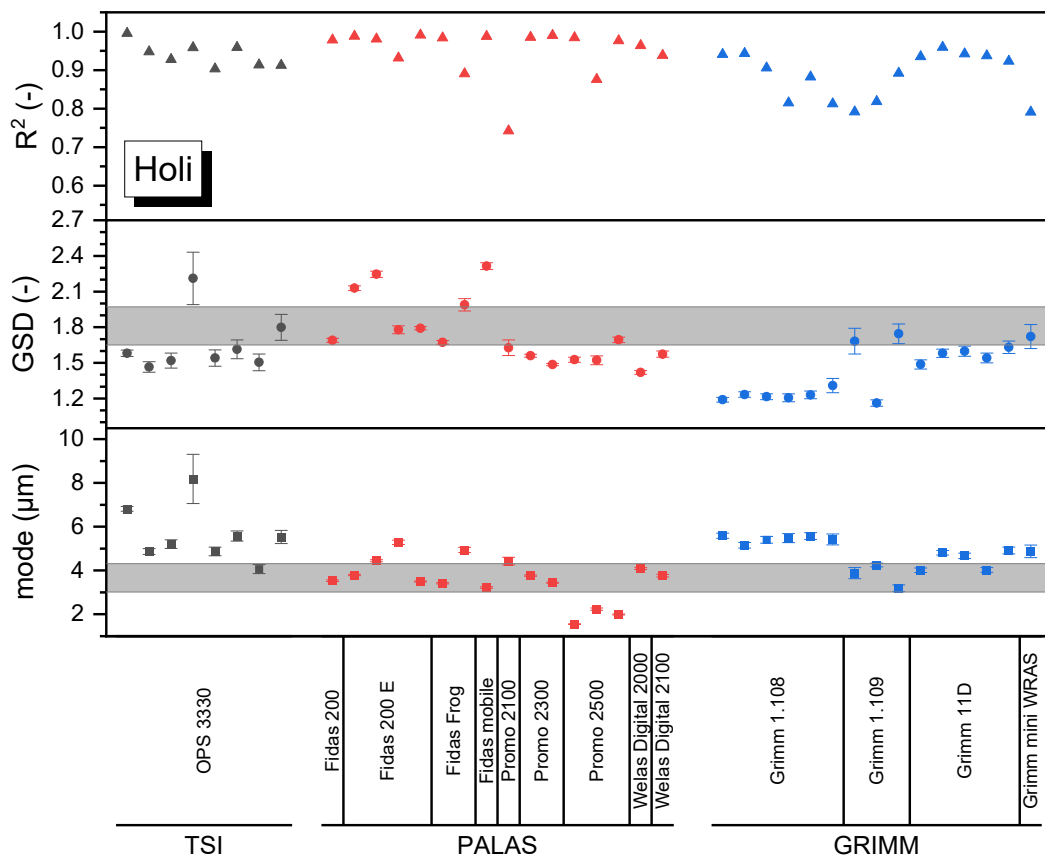 1.0
0.9
0.8
0.7
0.6
0.5
R² (-)
Holi
2.7
2.4
2.1
1.8
1.5
1.2
GSD (-)
10
8
6
4
2
mode (µm)
OPS 3330
Fidas 200
Fidas 200 E
Fidas Frog
Fidas mobile
Promo 2100
Promo 2300
Promo 2500
Welas Digital 2000
Welas Digital 2100
Grimm 1.108
Grimm 1.109
Grimm 11D
Grimm mini WRAS
TSI
PALAS
GRIMM